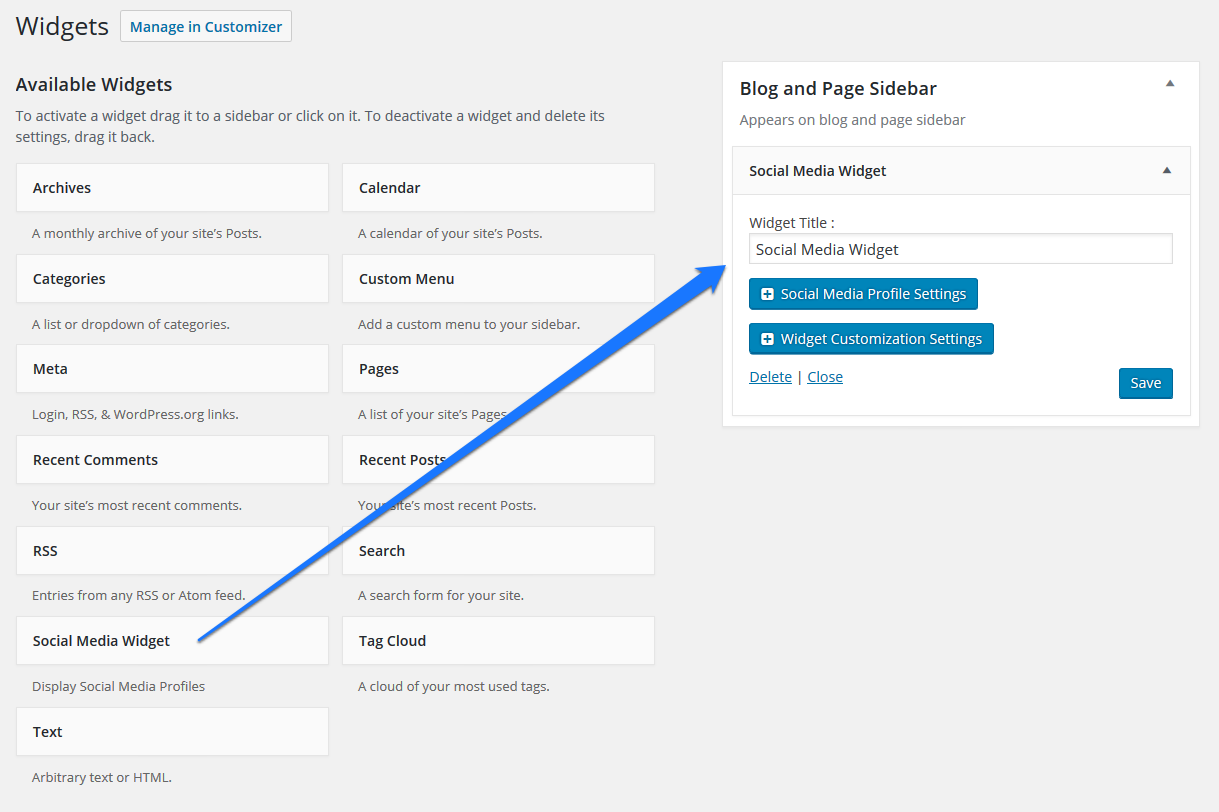 Widgets
Manage in Customizer
Available Widgets
To activate a widget drag it to a sidebar or click on it. To deactivate a widget and delete its
settings, drag it back.
Archives
A monthly archive of your site’s Posts.
Calendar
A calendar of your site’s Posts.
Categories
A list or dropdown of categories.
Custom Menu
Add a custom menu to your sidebar.
Meta
Login, RSS, & WordPress.org links.
Pages
A list of your site’s Pages.
Recent Comments
Your site’s most recent comments.
Recent Posts
Your site’s most recent Posts.
RSS
Entries from any RSS or Atom feed.
Search
A search form for your site.
Social Media Widget
Display Social Media Profiles
Tag Cloud
A cloud of your most used tags.
Text
Arbitrary text or HTML.
Blog and Page Sidebar
Appears on blog and page sidebar
Social Media Widget
Widget Title :
Social Media Widget
Social Media Profile Settings
Widget Customization Settings
Delete | Close
Save